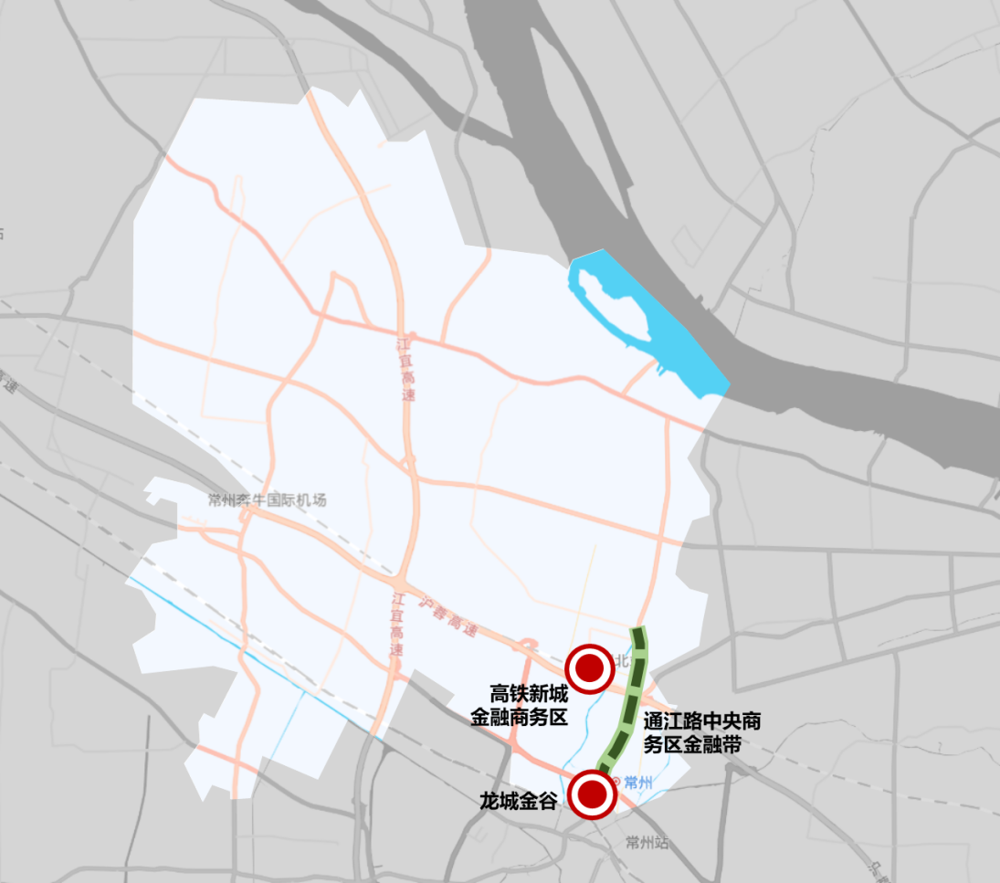 江宜高速
常州奔牛国际机场
江宜高速
沪蓉高速
北
高铁新城
金融商务区
通江路中央商
务区金融带
常州
龙城金谷
常州站